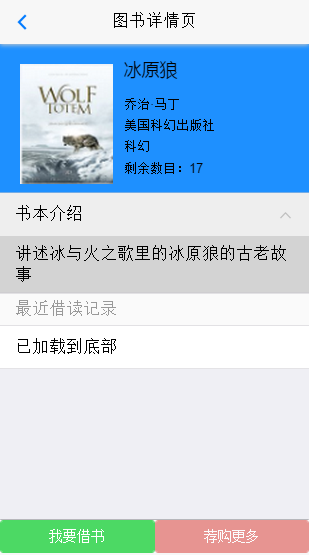 图书详情页
WOLF
TOTEM
冰原狼
乔治·马丁
美国科幻出版社
科幻
剩余数目：17
书本介绍
讲述冰与火之歌里的冰原狼的古老故
事
最近借读记录
已加载到底部
我要借书
荐购更多